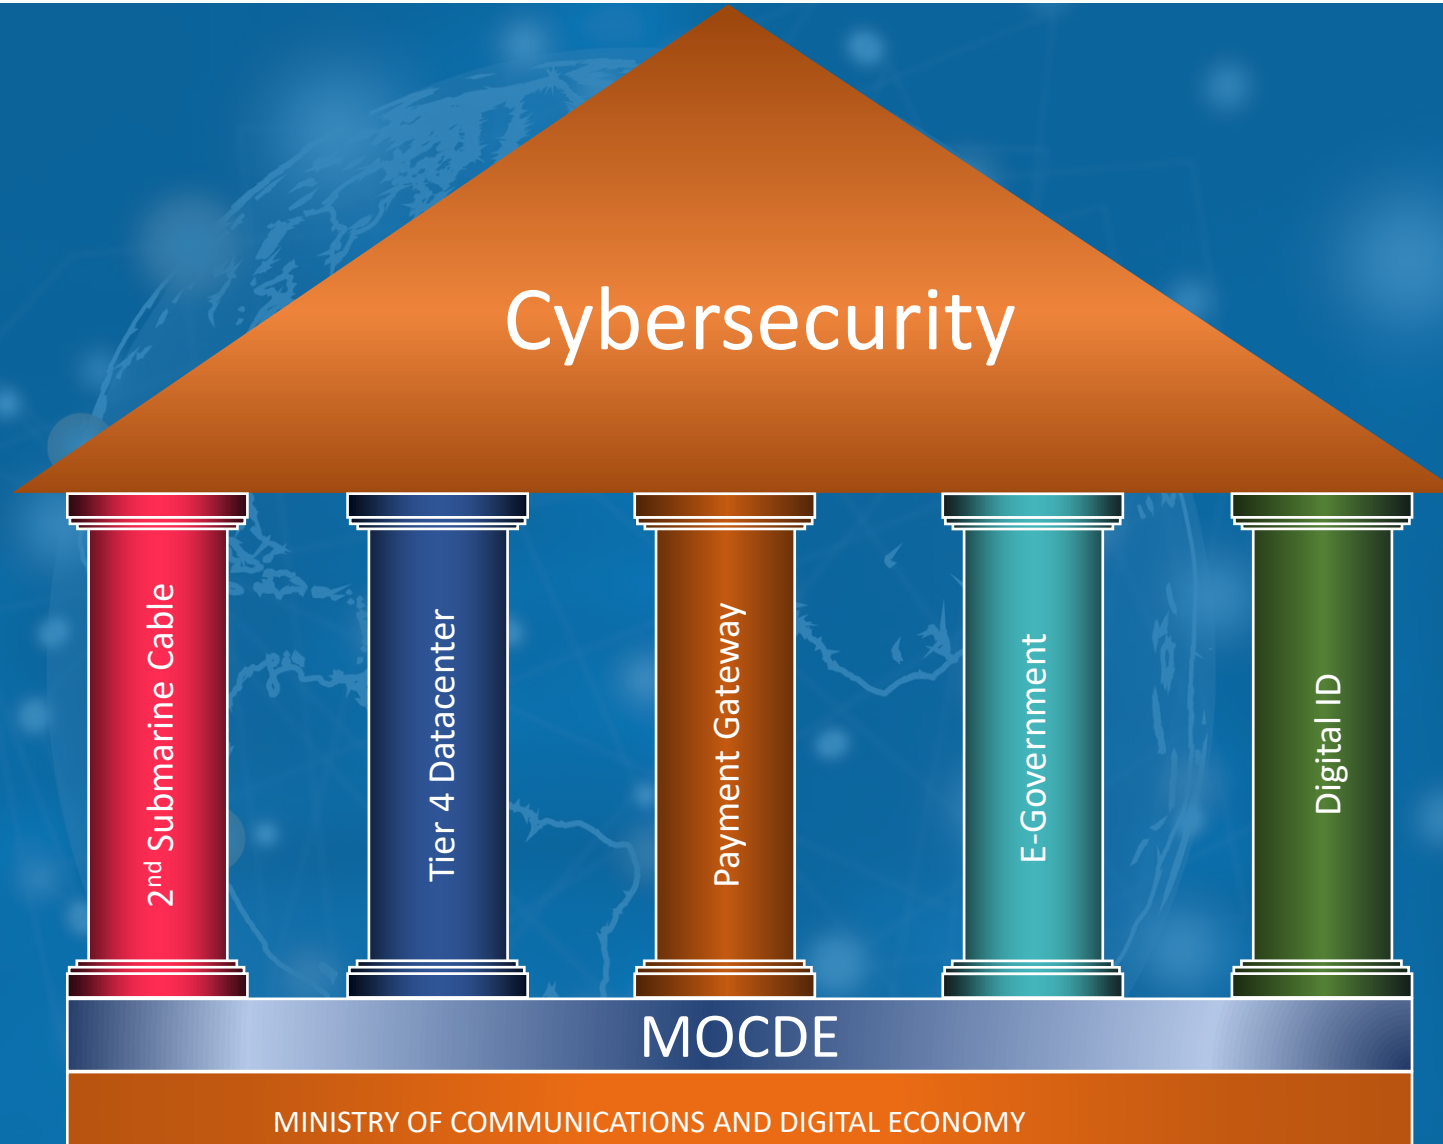 Cybersecurity
2nd Submarine Cable
Tier 4 Datacenter
Payment Gateway
E-Government
Digital ID
MOCDE
MINISTRY OF COMMUNICATIONS AND DIGITAL ECONOMY